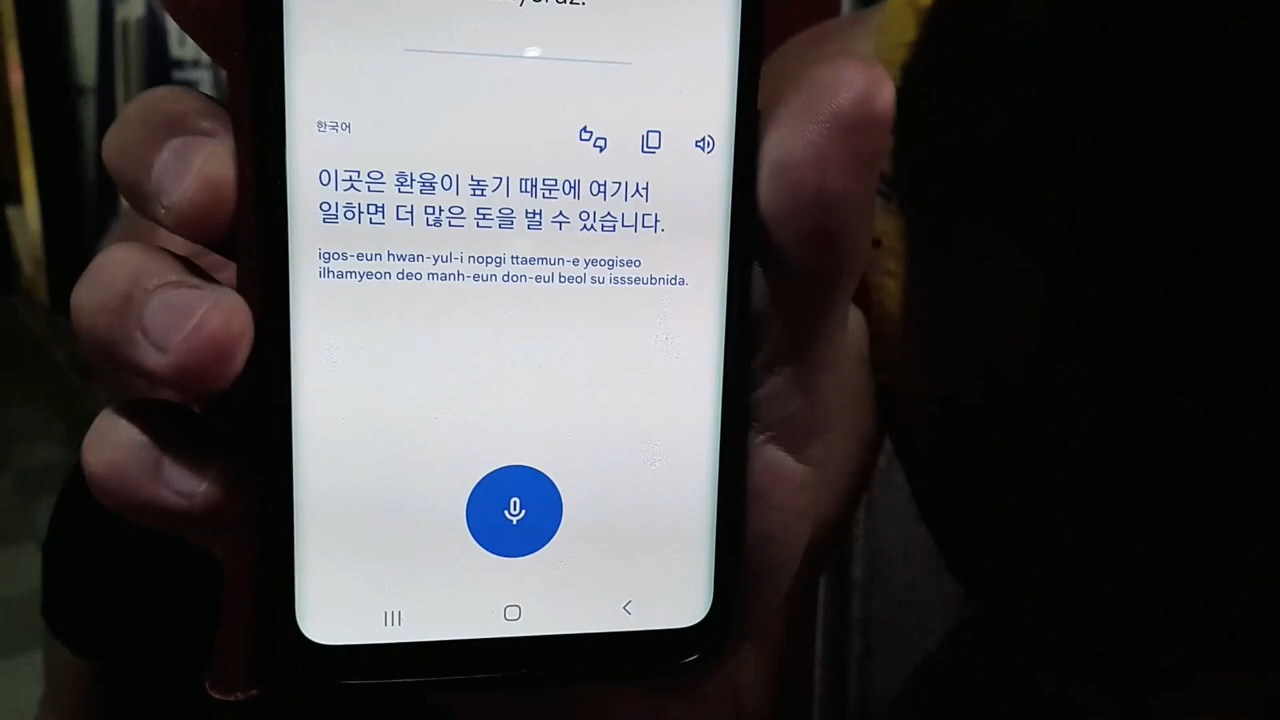 한국어
이곳은 환율이 높기 때문에 여기서
일하면 더 많은 돈을 벌 수 있습니다.
igos-eun hwan-yul-i nopgi ttaemun-e yeogiseo
ilhamyeon deo manh-eun don-eul beol su issseubnida.